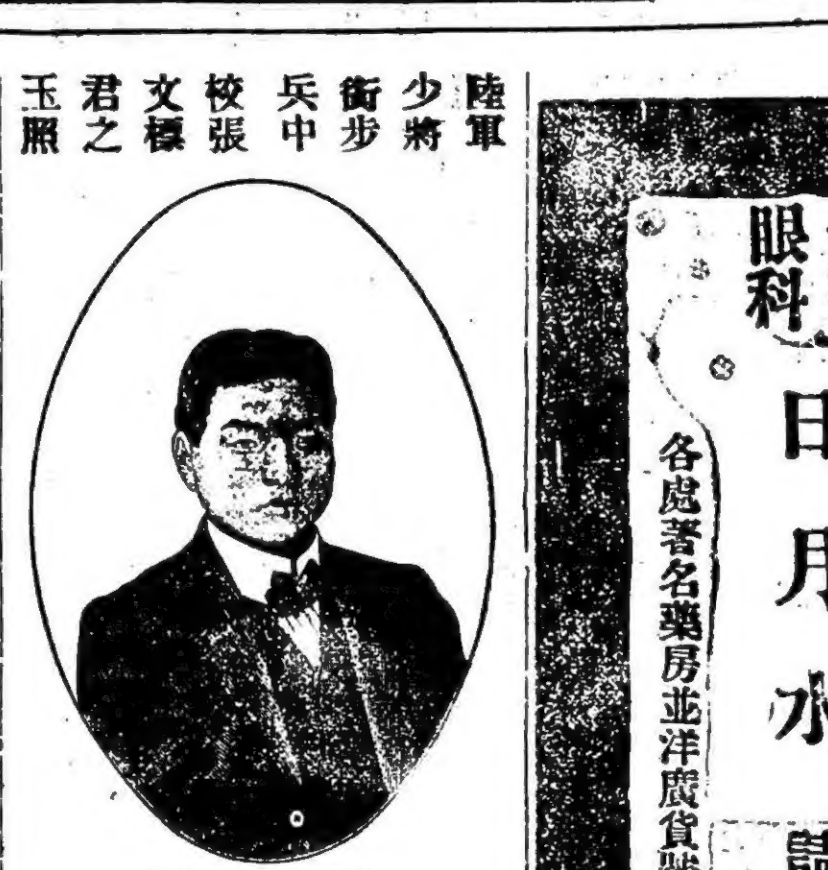 陸軍
少將
銜步
兵中
校張
文標
君之
玉照
眼科
日月水
各處著名藥房並洋廣貨